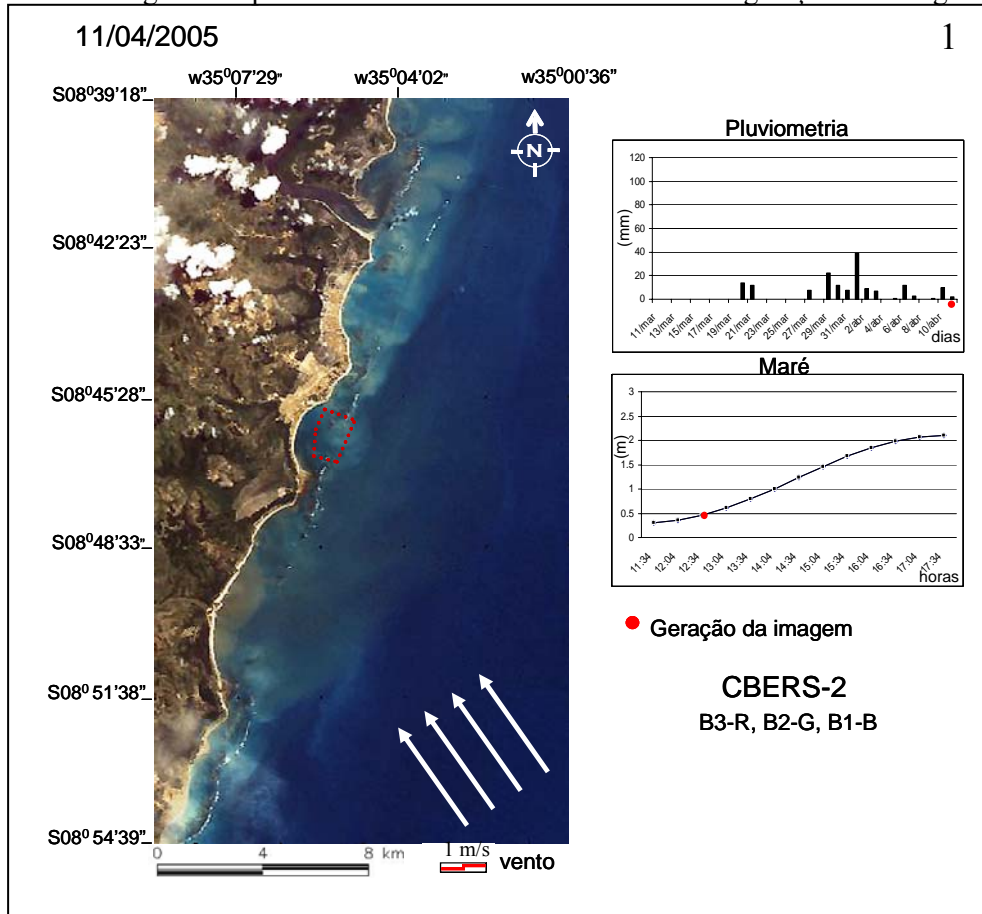 11/04/2005
1
W35⁰07'29" W35⁰04'02" W35⁰00'36"
S08⁰39'18"
S08⁰42'23"
S08⁰45'28"
S08⁰48'33"
S08⁰51'38"
S08⁰54'39"
N
0 4 8 km
1 m/s
vento
Pluviometria
(mm)
120
100
80
60
40
20
0
11/mar 13/mar 15/mar 17/mar 19/mar 21/mar 23/mar 25/mar 27/mar 29/mar 31/mar 2/abr 4/abr 6/abr 8/abr 10/abr
dias
Maré
(m)
3
2.5
2
1.5
1
0.5
0
11:34 12:04 12:34 13:04 13:34 14:04 14:34 15:04 15:34 16:04 16:34 17:04 17:34
horas
Geração da imagem
CBERS-2
B3-R, B2-G, B1-B